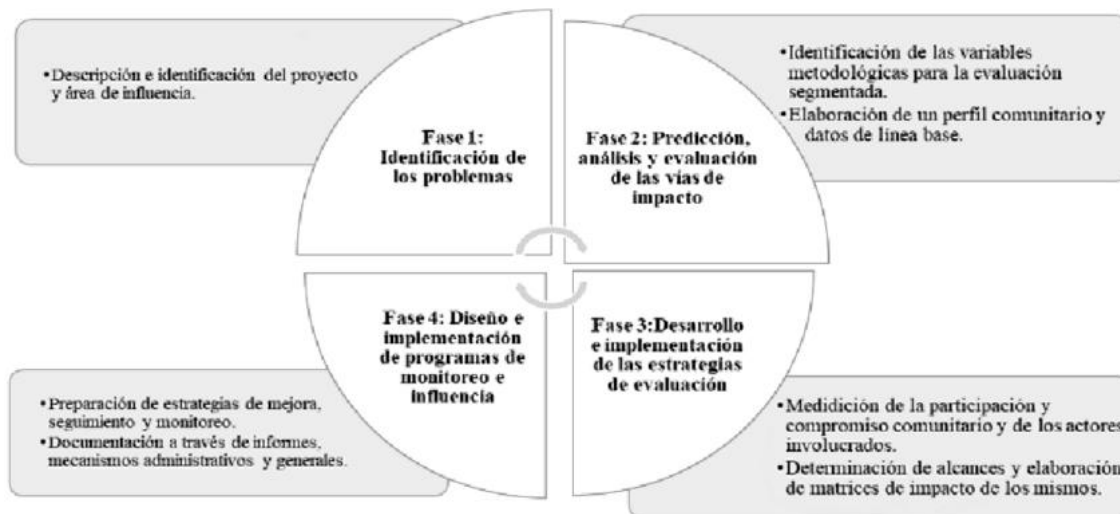 •Descripción e identificación del proyecto
y área de influencia.
Fase 1:
Identificación de
los problemas
•Identificación de las variables
metodológicas para la evaluación
segmentada.
•Elaboración de un perfil comunitario y
datos de línea base.
Fase 2: Predicción,
análisis y evaluación
de las vías de
impacto
Fase 3:Desarrollo
e implementación
de las estrategias
de evaluación
•Medidición de la participación y
compromiso comunitario y de los actores
involucrados.
•Determinación de alcances y elaboración
de matrices de impacto de los mismos.
Fase 4: Diseño e
implementación
de programas de
monitoreo e
influencia
•Preparación de estrategias de mejora,
seguimiento y monitoreo.
•Documentación a través de informes,
mecanismos administrativos y generales.